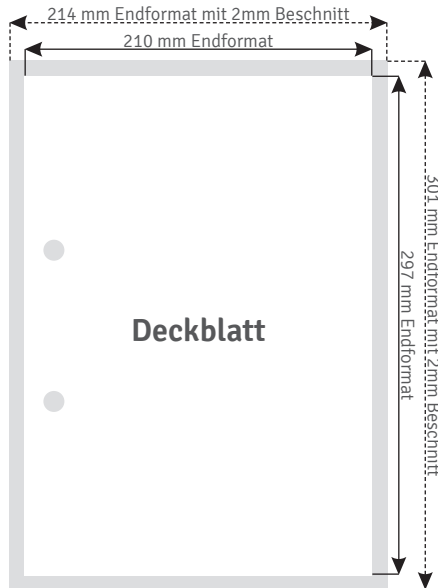 214 mm Endformat mit 2mm Beschnitt
210 mm Endformat
301 mm Endformat mit 2mm Beschnitt
297 mm Endformat
Deckblatt